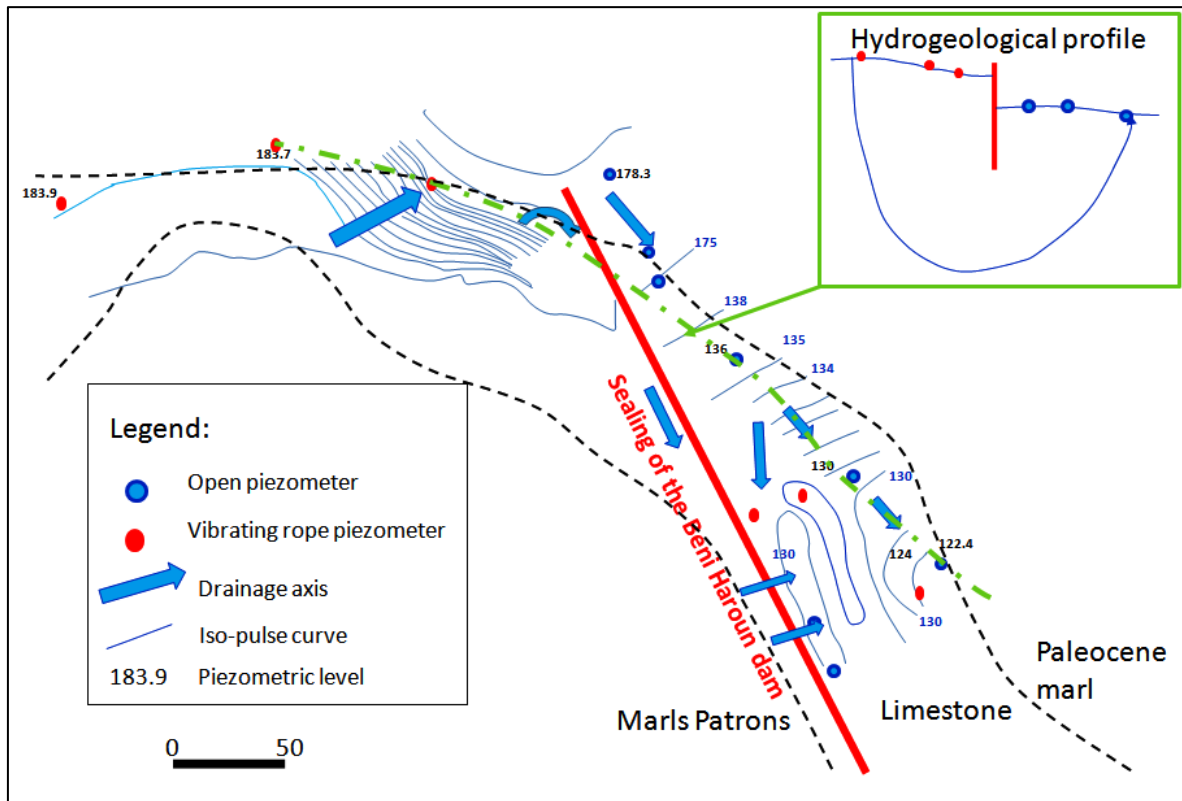 Hydrogeological profile
183.7
183.9
178.3
175
138
136
135
134
130
130
130
124
122.4
130
Sealing of the Beni Haroun dam
Legend:
Open piezometer
Vibrating rope piezometer
Drainage axis
Iso-pulse curve
183.9 Piezometric level
0 50
Marls Patrons
Limestone
Paleocene
marl